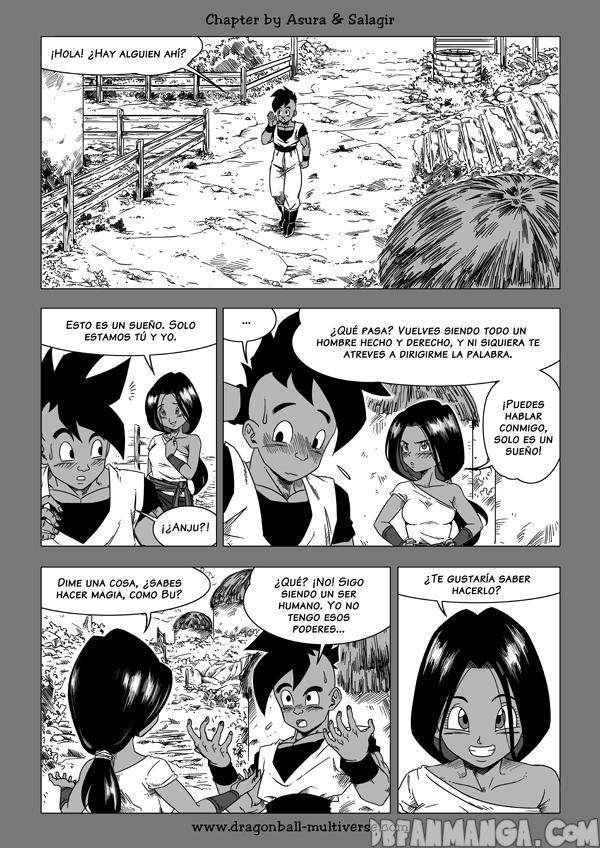 Chapter by Asura & Salagir
¡Hola! ¿Hay alguien ahí?
Esto es un sueño. Solo
estamos tú y yo.
¡¿Anju?!
...
¿Qué pasa? Vuelves siendo todo un
hombre hecho y derecho, y ni siquiera te
atreves a dirigirme la palabra.
¡Puedes
hablar
conmigo,
solo es un
sueño!
Dime una cosa, ¿sabes
hacer magia, como Bu?
¿Qué? ¡No! Sigo
siendo un ser
humano. Yo no
tengo esos
poderes...
¿Te gustaría saber
hacerlo?
www.dragonball-multiverse.com
DBFANMANGA.COM